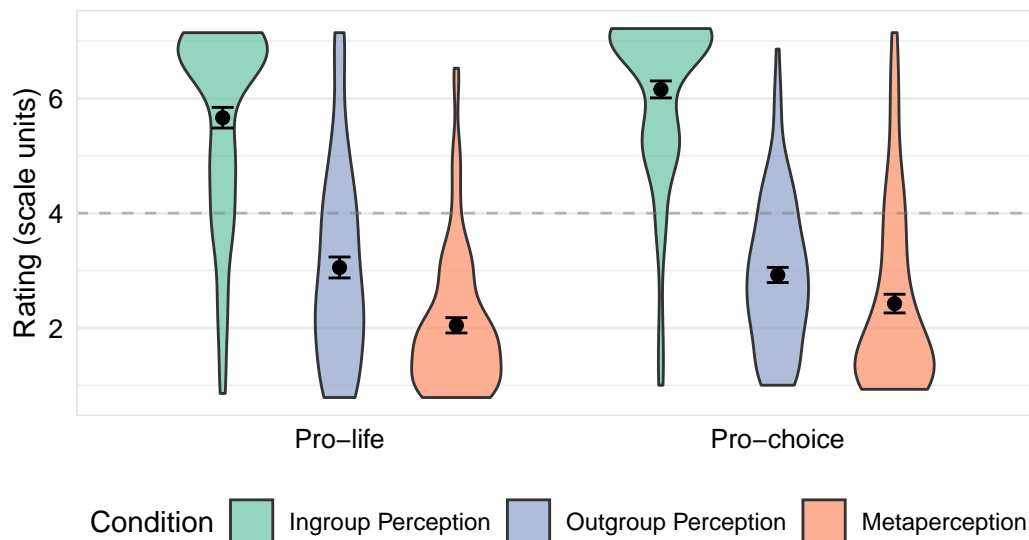 Rating (scale units)
6
4
2
Pro−life
Pro−choice
Condition
Ingroup Perception
Outgroup Perception
Metaperception